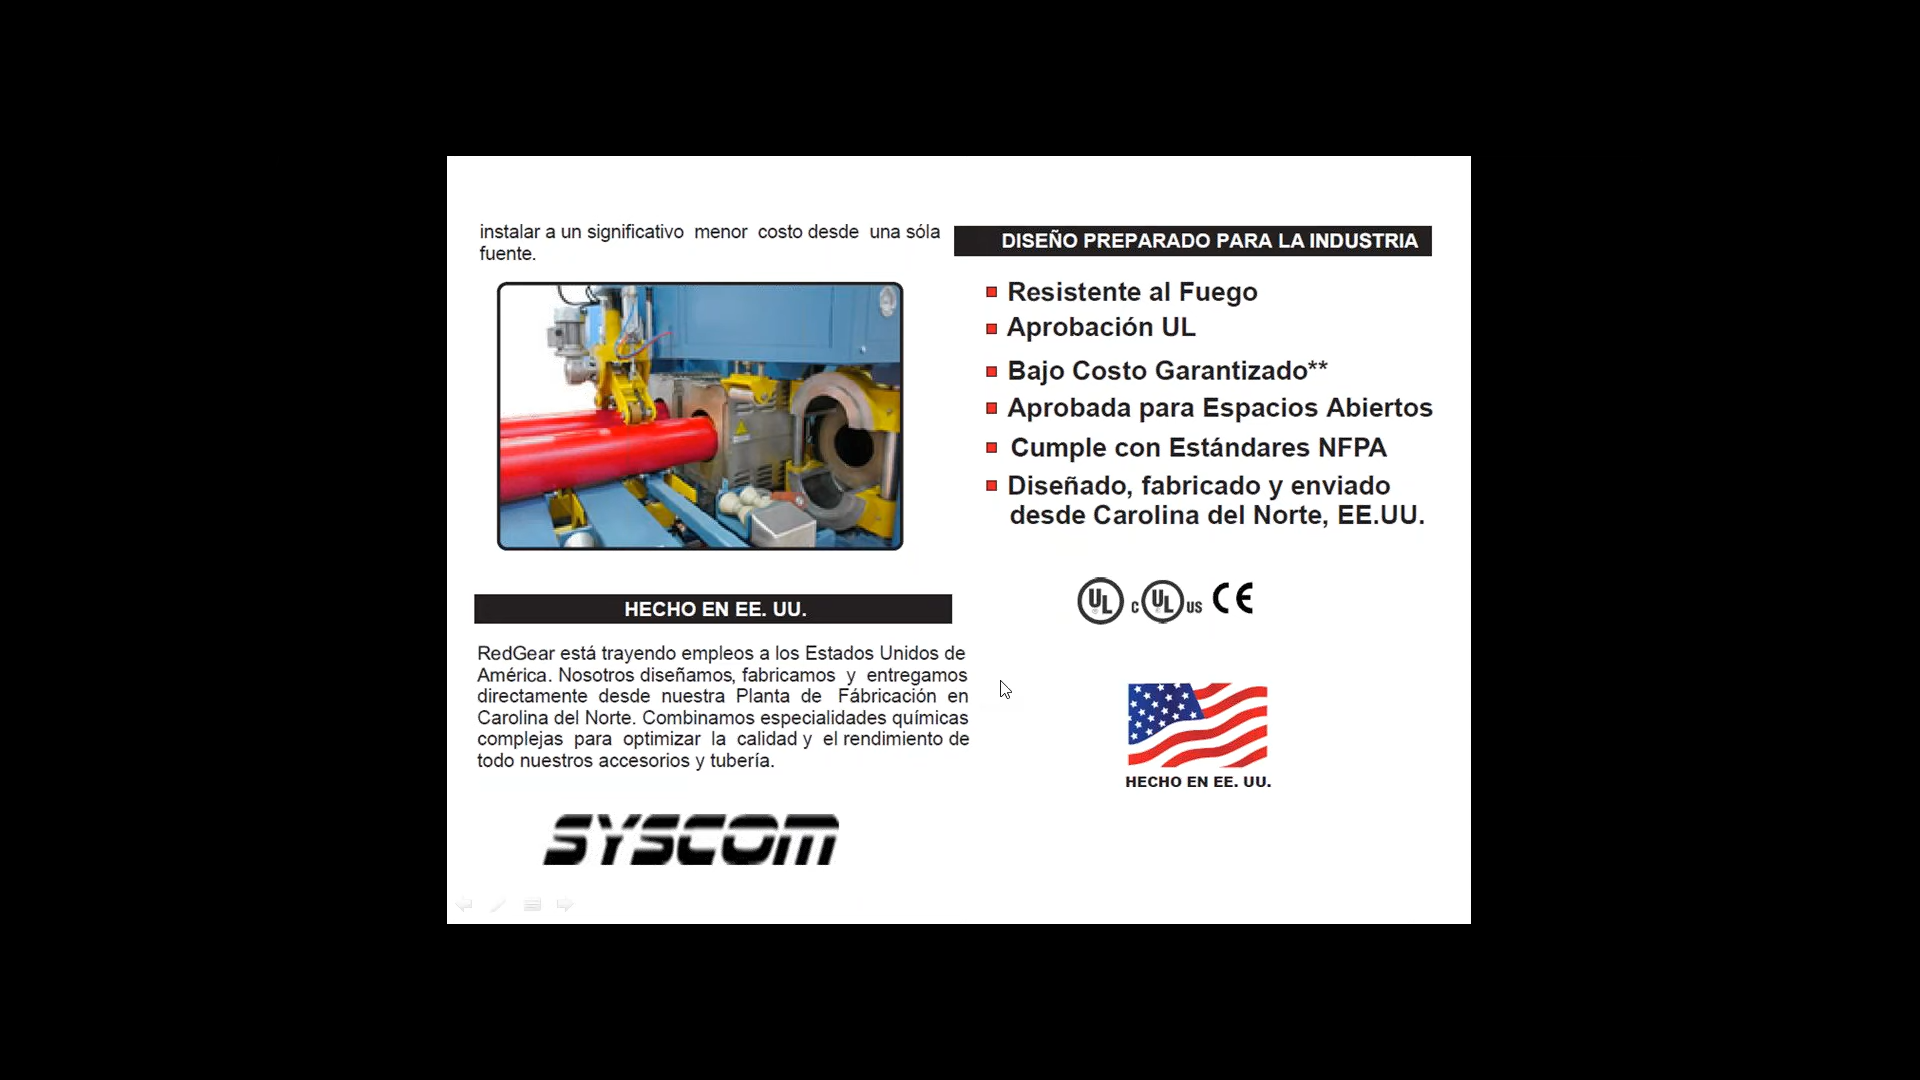 instalar a un significativo menor costo desde una sóla
fuente.
HECHO EN EE. UU.
RedGear está trayendo empleos a los Estados Unidos de
América. Nosotros diseñamos, fabricamos y entregamos
directamente desde nuestra Planta de Fábricación en
Carolina del Norte. Combinamos especialidades químicas
complejas para optimizar la calidad y el rendimiento de
todo nuestros accesorios y tubería.
SYSCOM
DISEÑO PREPARADO PARA LA INDUSTRIA
Resistente al Fuego
Aprobación UL
Bajo Costo Garantizado**
Aprobada para Espacios Abiertos
Cumple con Estándares NFPA
Diseñado, fabricado y enviado
desde Carolina del Norte, EE.UU.
UL c UL US CE
HECHO EN EE. UU.